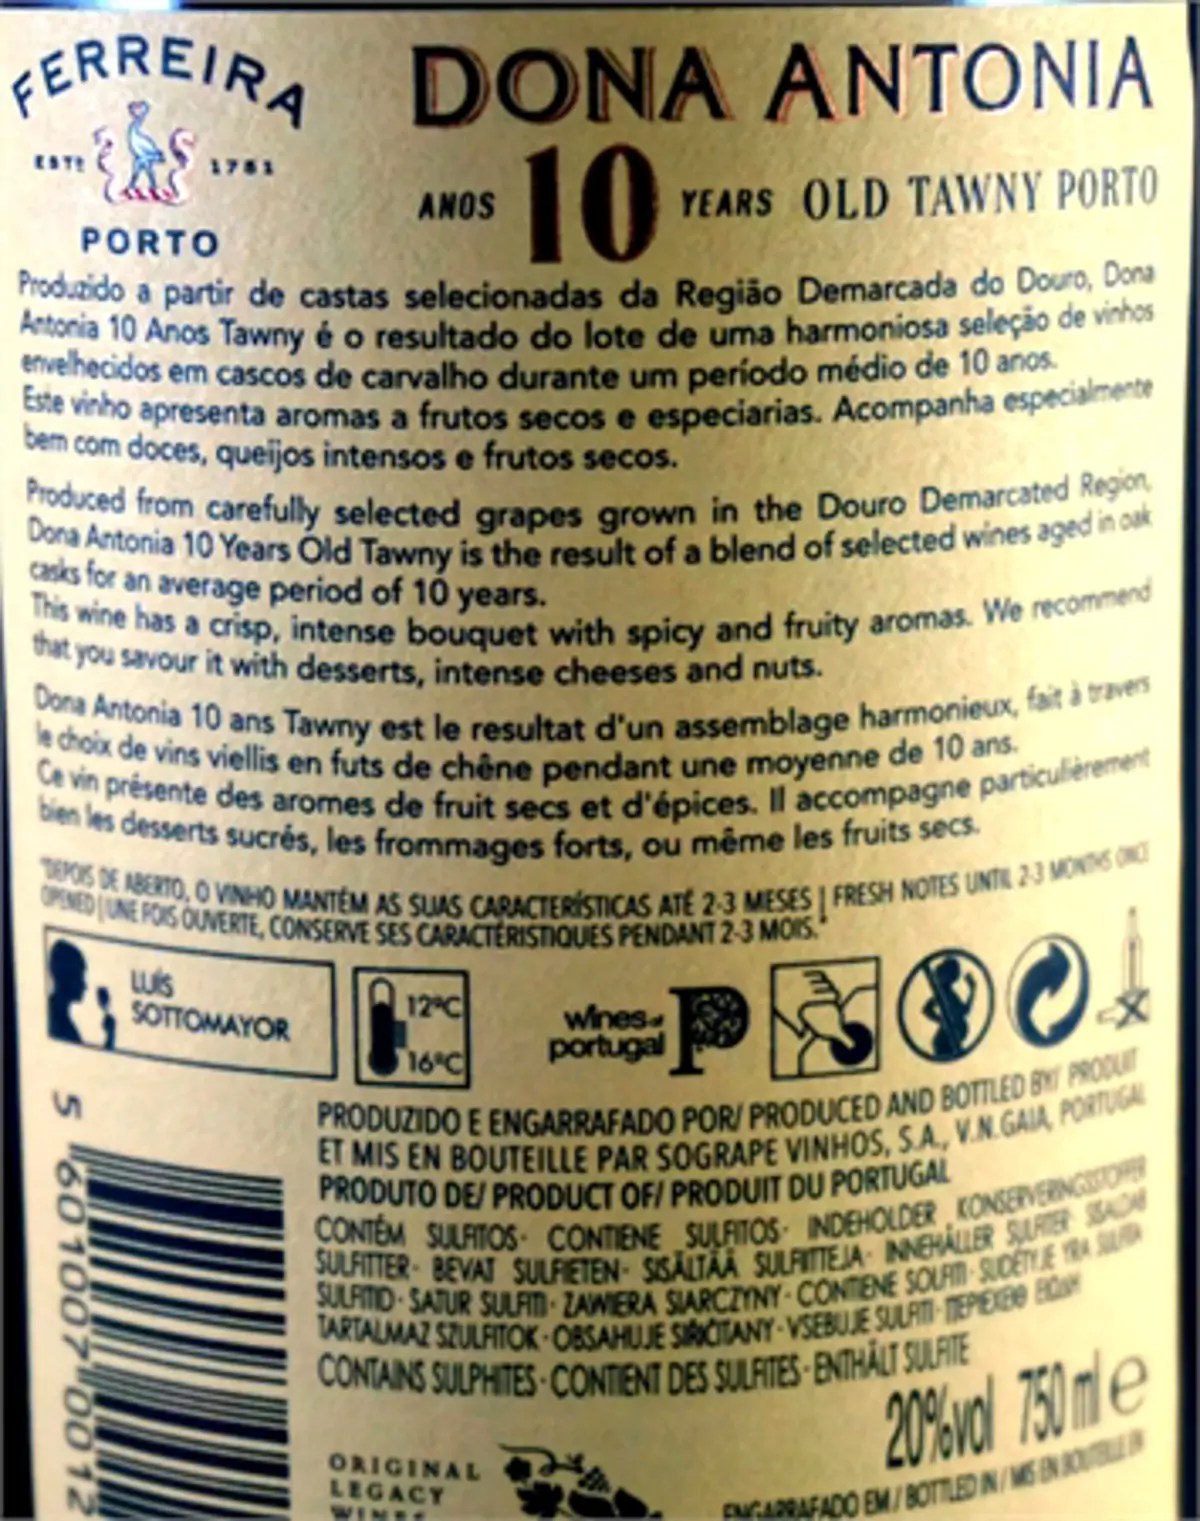 FERREIRA
ESTD 1751
PORTO
DONA ANTONIA
ANOS 10 YEARS OLD TAWNY PORTO
Produzido a partir de castas selecionadas da Região Demarcada do Douro, Dona
Antonia 10 Anos Tawny é o resultado do lote de uma harmoniosa seleção de vinhos
envelhecidos em cascos de carvalho durante um período médio de 10 anos.
Este vinho apresenta aromas a frutos secos e especiarias. Acompanha especialmente
bem com doces, queijos intensos e frutos secos.
Produced from carefully selected grapes grown in the Douro Demarcated Region,
Dona Antonia 10 Years Old Tawny is the result of a blend of selected wines aged in oak
casks for an average period of 10 years.
This wine has a crisp, intense bouquet with spicy and fruity aromas. We recommend
that you savour it with desserts, intense cheeses and nuts.
Dona Antonia 10 ans Tawny est le resultat d'un assemblage harmonieux, fait à travers
le choix de vins viellis en futs de chêne pendant une moyenne de 10 ans.
Ce vin présente des aromes de fruit secs et d'épices. Il accompagne particulièrement
bien les desserts sucrés, les frommages forts, ou même les fruits secs.
"DEPOIS DE ABERTO, O VINHO MANTÉM AS SUAS CARACTERÍSTICAS ATÉ 2-3 MESES | FRESH NOTES UNTIL 2-3 MONTHS ONCE
OPENED | UNE FOIS OUVERTE, CONSERVE SES CARACTÉRISTIQUES PENDANT 2-3 MOIS."
LUÍS
SOTTOMAYOR
12ºC
16ºC
wines of
portugal
PRODUZIDO E ENGARRAFADO POR/ PRODUCED AND BOTTLED BY/ PRODUIT
ET MIS EN BOUTEILLE PAR SOGRAPE VINHOS, S.A., V.N.GAIA, PORTUGAL
PRODUTO DE/ PRODUCT OF/ PRODUIT DU PORTUGAL
CONTÉM SULFITOS· CONTIENE SULFITOS· INDEHOLDER KONSERVERINGSSTOFFER
SULFITTER· BEVAT SULFIETEN· SISÄLTÄÄ SULFIITTEJA· INNEHÅLLER SULFITER· SISALDAB
SULFITID· SATUR SULFITI· ZAWIERA SIARCZYNY· CONTIENE SOLFITI· SUDĖTYJE YRA SULFITA
TARTALMAZ SZULFITOK· OBSAHUJE SIŘIČITANY· VSEBUJE SULFITI·
CONTAINS SULPHITES· CONTIENT DES SULFITES· ENTHÄLT SULFITE
20%vol 750 ml e
ENGARRAFADO EM / BOTTLED IN / MIS EN BOUTEILLE EN
ORIGINAL
LEGACY
WINES
5 601007 0012